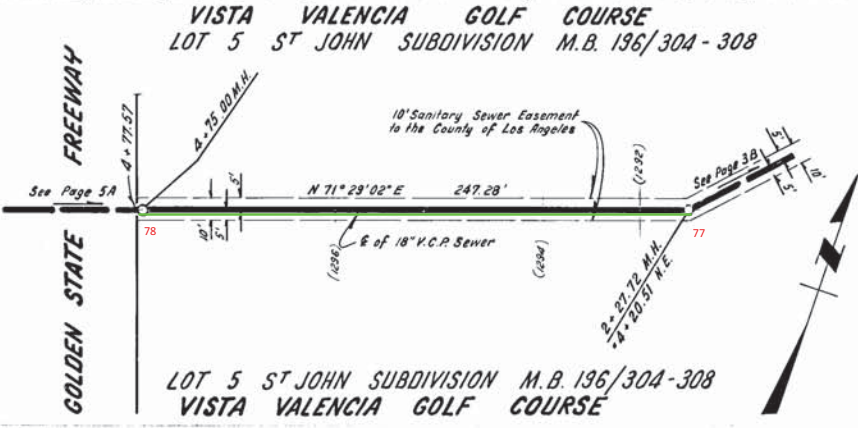 VISTA VALENCIA GOLF COURSE
LOT 5 ST JOHN SUBDIVISION M.B. 196/304-308
GOLDEN STATE FREEWAY
4+77.57
4+75.00 M.H.
10' Sanitary Sewer Easement
to the County of Los Angeles
(1292)
See Page 3B
5'
10'
5'
See Page 5A
5'
N 71° 29' 02" E 247.28'
78
10'
5'
(1296)
℄ of 18" V.C.P. Sewer
(1294)
77
2+27.72 M.H.
+4+20.51 N.E.
N
LOT 5 ST JOHN SUBDIVISION M.B. 196/304-308
VISTA VALENCIA GOLF COURSE